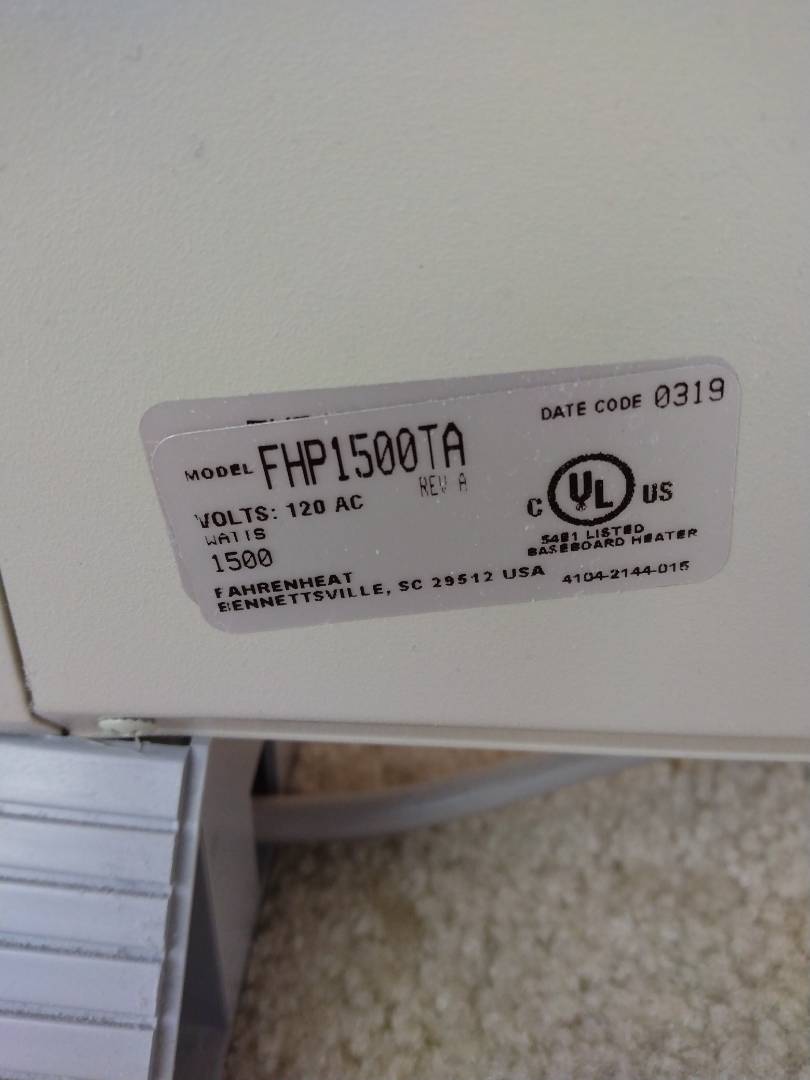 DATE CODE 0319
MODEL FHP1500TA
REV A
VOLTS: 120 AC
WATTS
1500
C UL US
54E1 LISTED
BASEBOARD HEATER
FAHRENHEAT
BENNETTSVILLE, SC 29512 USA
4104-2144-015